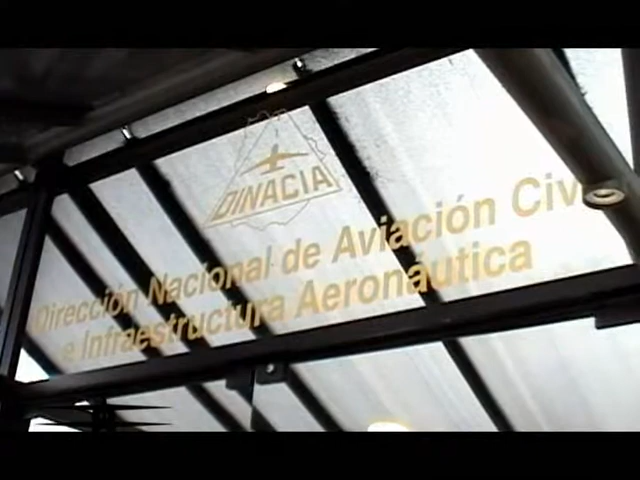 DINACIA
Dirección Nacional de Aviación Civ
e Infraestructura Aeronáutica